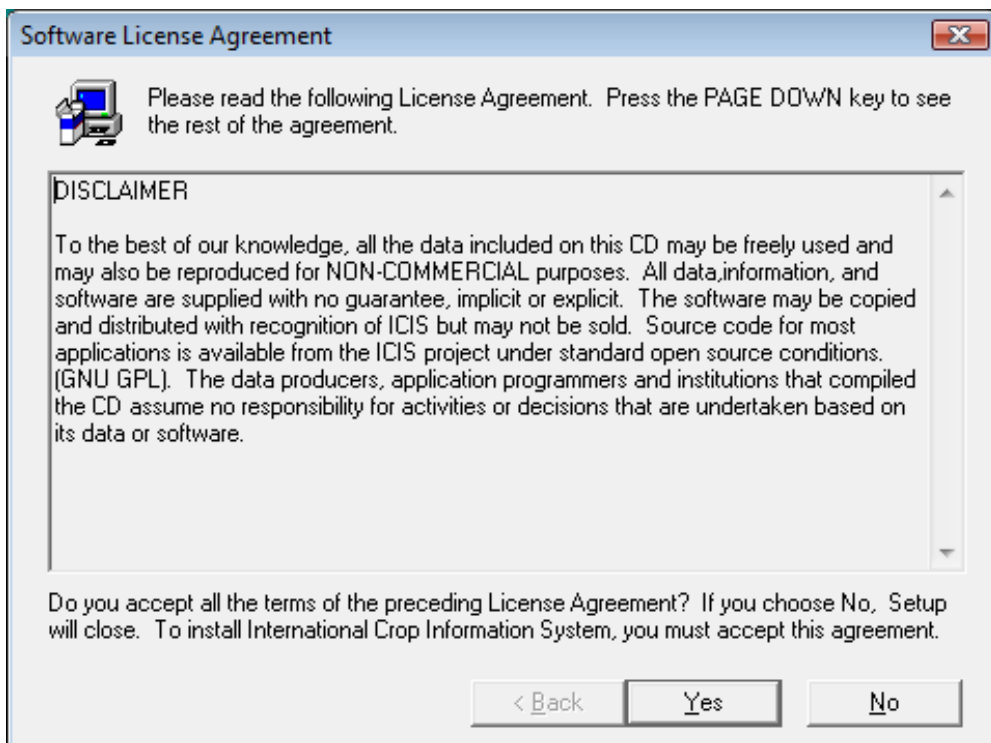 Software License Agreement
Please read the following License Agreement. Press the PAGE DOWN key to see
the rest of the agreement.
DISCLAIMER
To the best of our knowledge, all the data included on this CD may be freely used and
may also be reproduced for NON-COMMERCIAL purposes. All data,information, and
software are supplied with no guarantee, implicit or explicit. The software may be copied
and distributed with recognition of ICIS but may not be sold. Source code for most
applications is available from the ICIS project under standard open source conditions.
(GNU GPL). The data producers, application programmers and institutions that compiled
the CD assume no responsibility for activities or decisions that are undertaken based on
its data or software.
Do you accept all the terms of the preceding License Agreement? If you choose No, Setup
will close. To install International Crop Information System, you must accept this agreement.
< Back
Yes
No